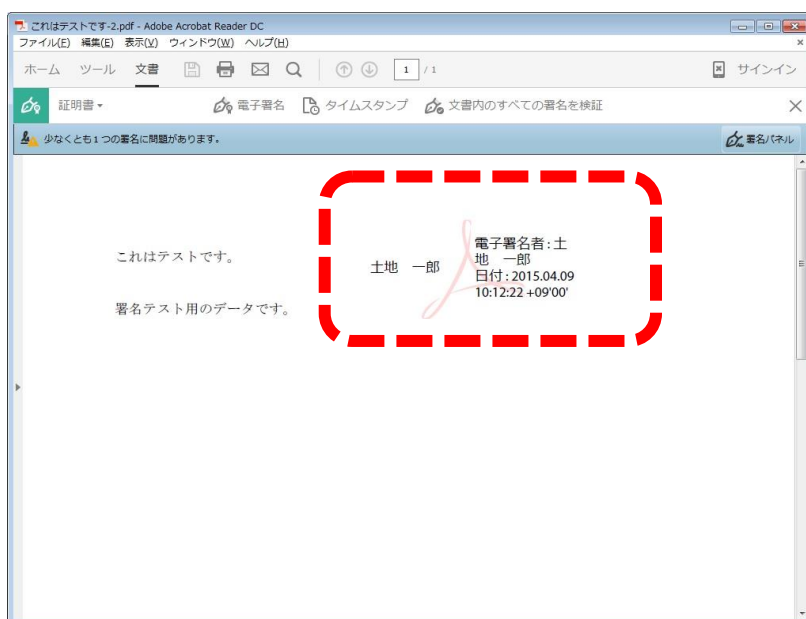 これはテストです-2.pdf - Adobe Acrobat Reader DC
ファイル(F) 編集(E) 表示(V) ウィンドウ(W) ヘルプ(H)
ホーム ツール 文書 1 / 1 サインイン
証明書 電子署名 タイムスタンプ 文書内のすべての署名を検証
少なくとも1つの署名に問題があります。 署名パネル
これはテストです。
署名テスト用のデータです。
土地 一郎
電子署名者:土
地 一郎
日付:2015.04.09
10:12:22 +09'00'